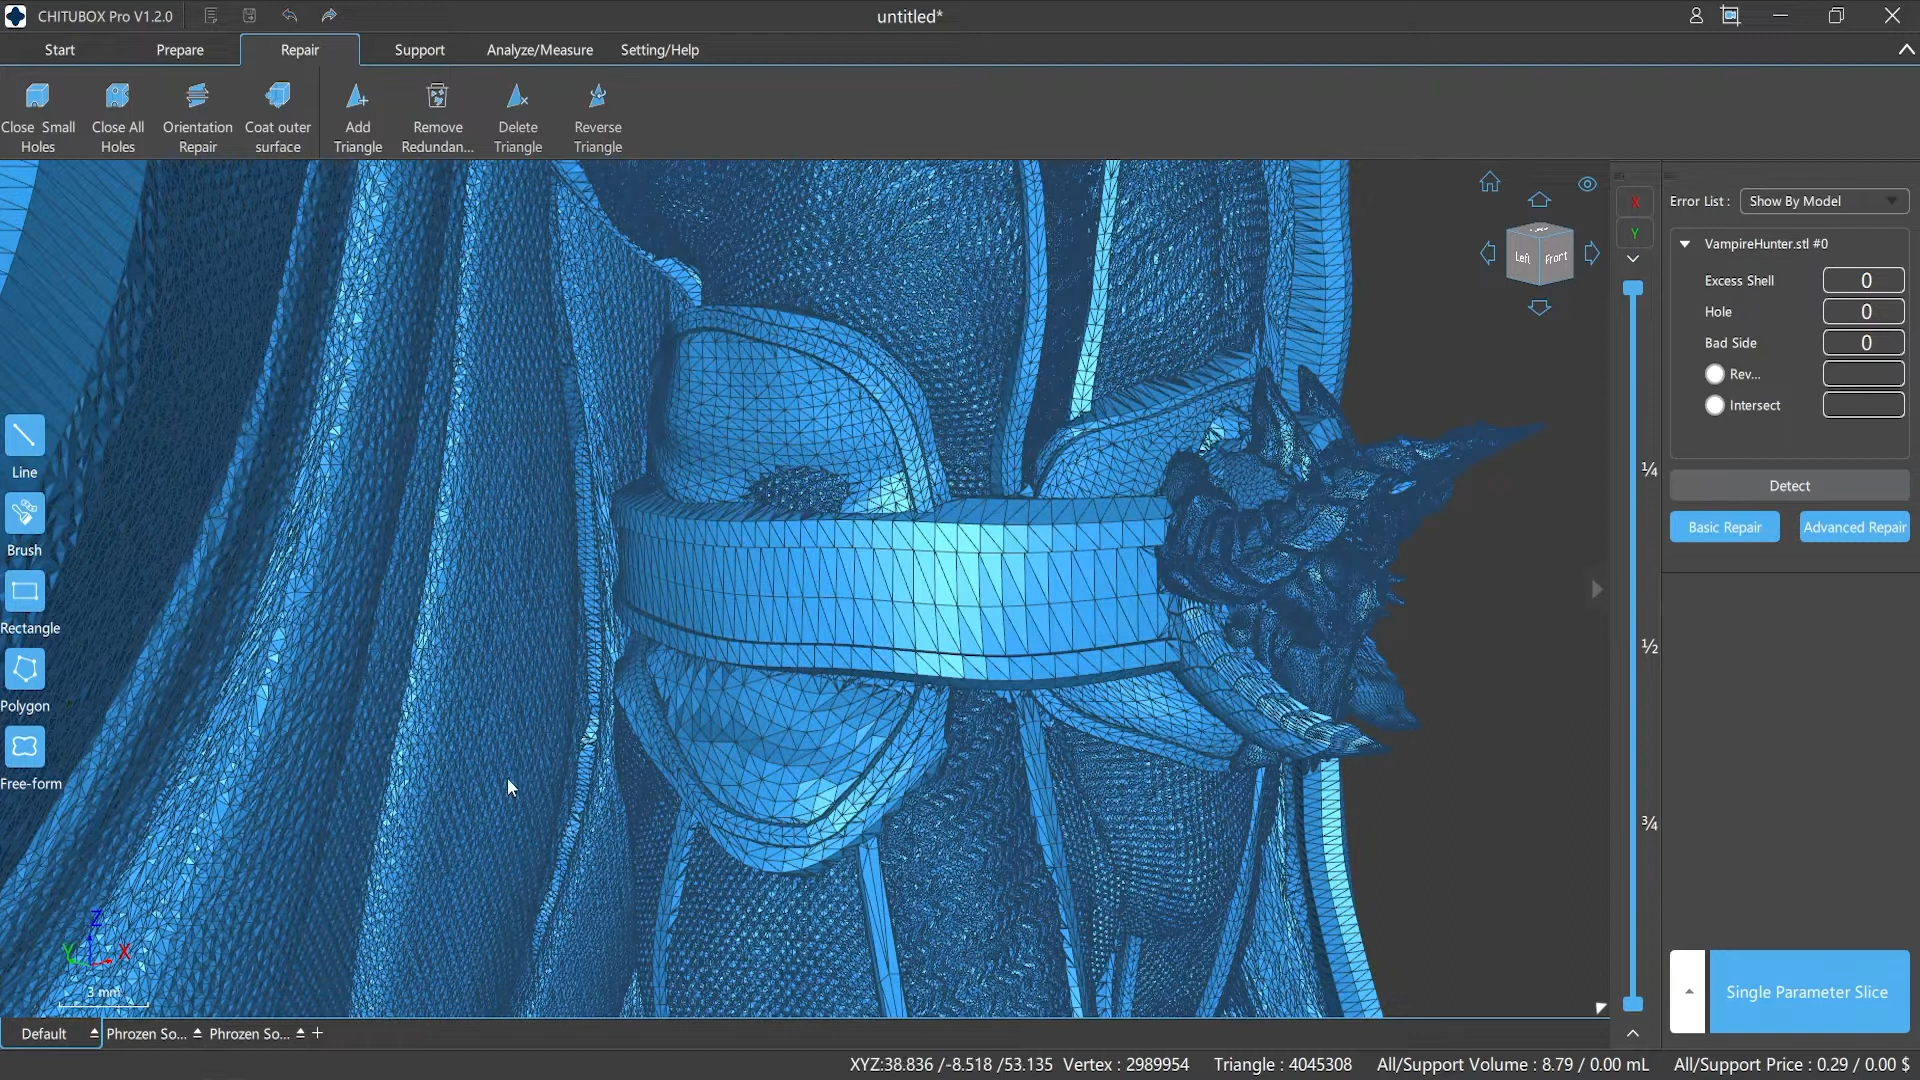 CHITUBOX Pro V1.2.0
untitled*
Start Prepare Repair Support Analyze/Measure Setting/Help
Close Small Holes
Close All Holes
Orientation Repair
Coat outer surface
Add Triangle
Remove Redundan...
Delete Triangle
Reverse Triangle
Left Front
X
Y
Error List : Show By Model
VampireHunter.stl #0
Excess Shell 0
Hole 0
Bad Side 0
Rev...
Intersect
Detect
Basic Repair Advanced Repair
Line
Brush
Rectangle
Polygon
Free-form
¼
½
¾
Z
Y X
3 mm
Single Parameter Slice
Default Phrozen So... Phrozen So... +
XYZ:38.836 /-8.518 /53.135 Vertex : 2989954 Triangle : 4045308 All/Support Volume : 8.79 / 0.00 mL All/Support Price : 0.29 / 0.00 $